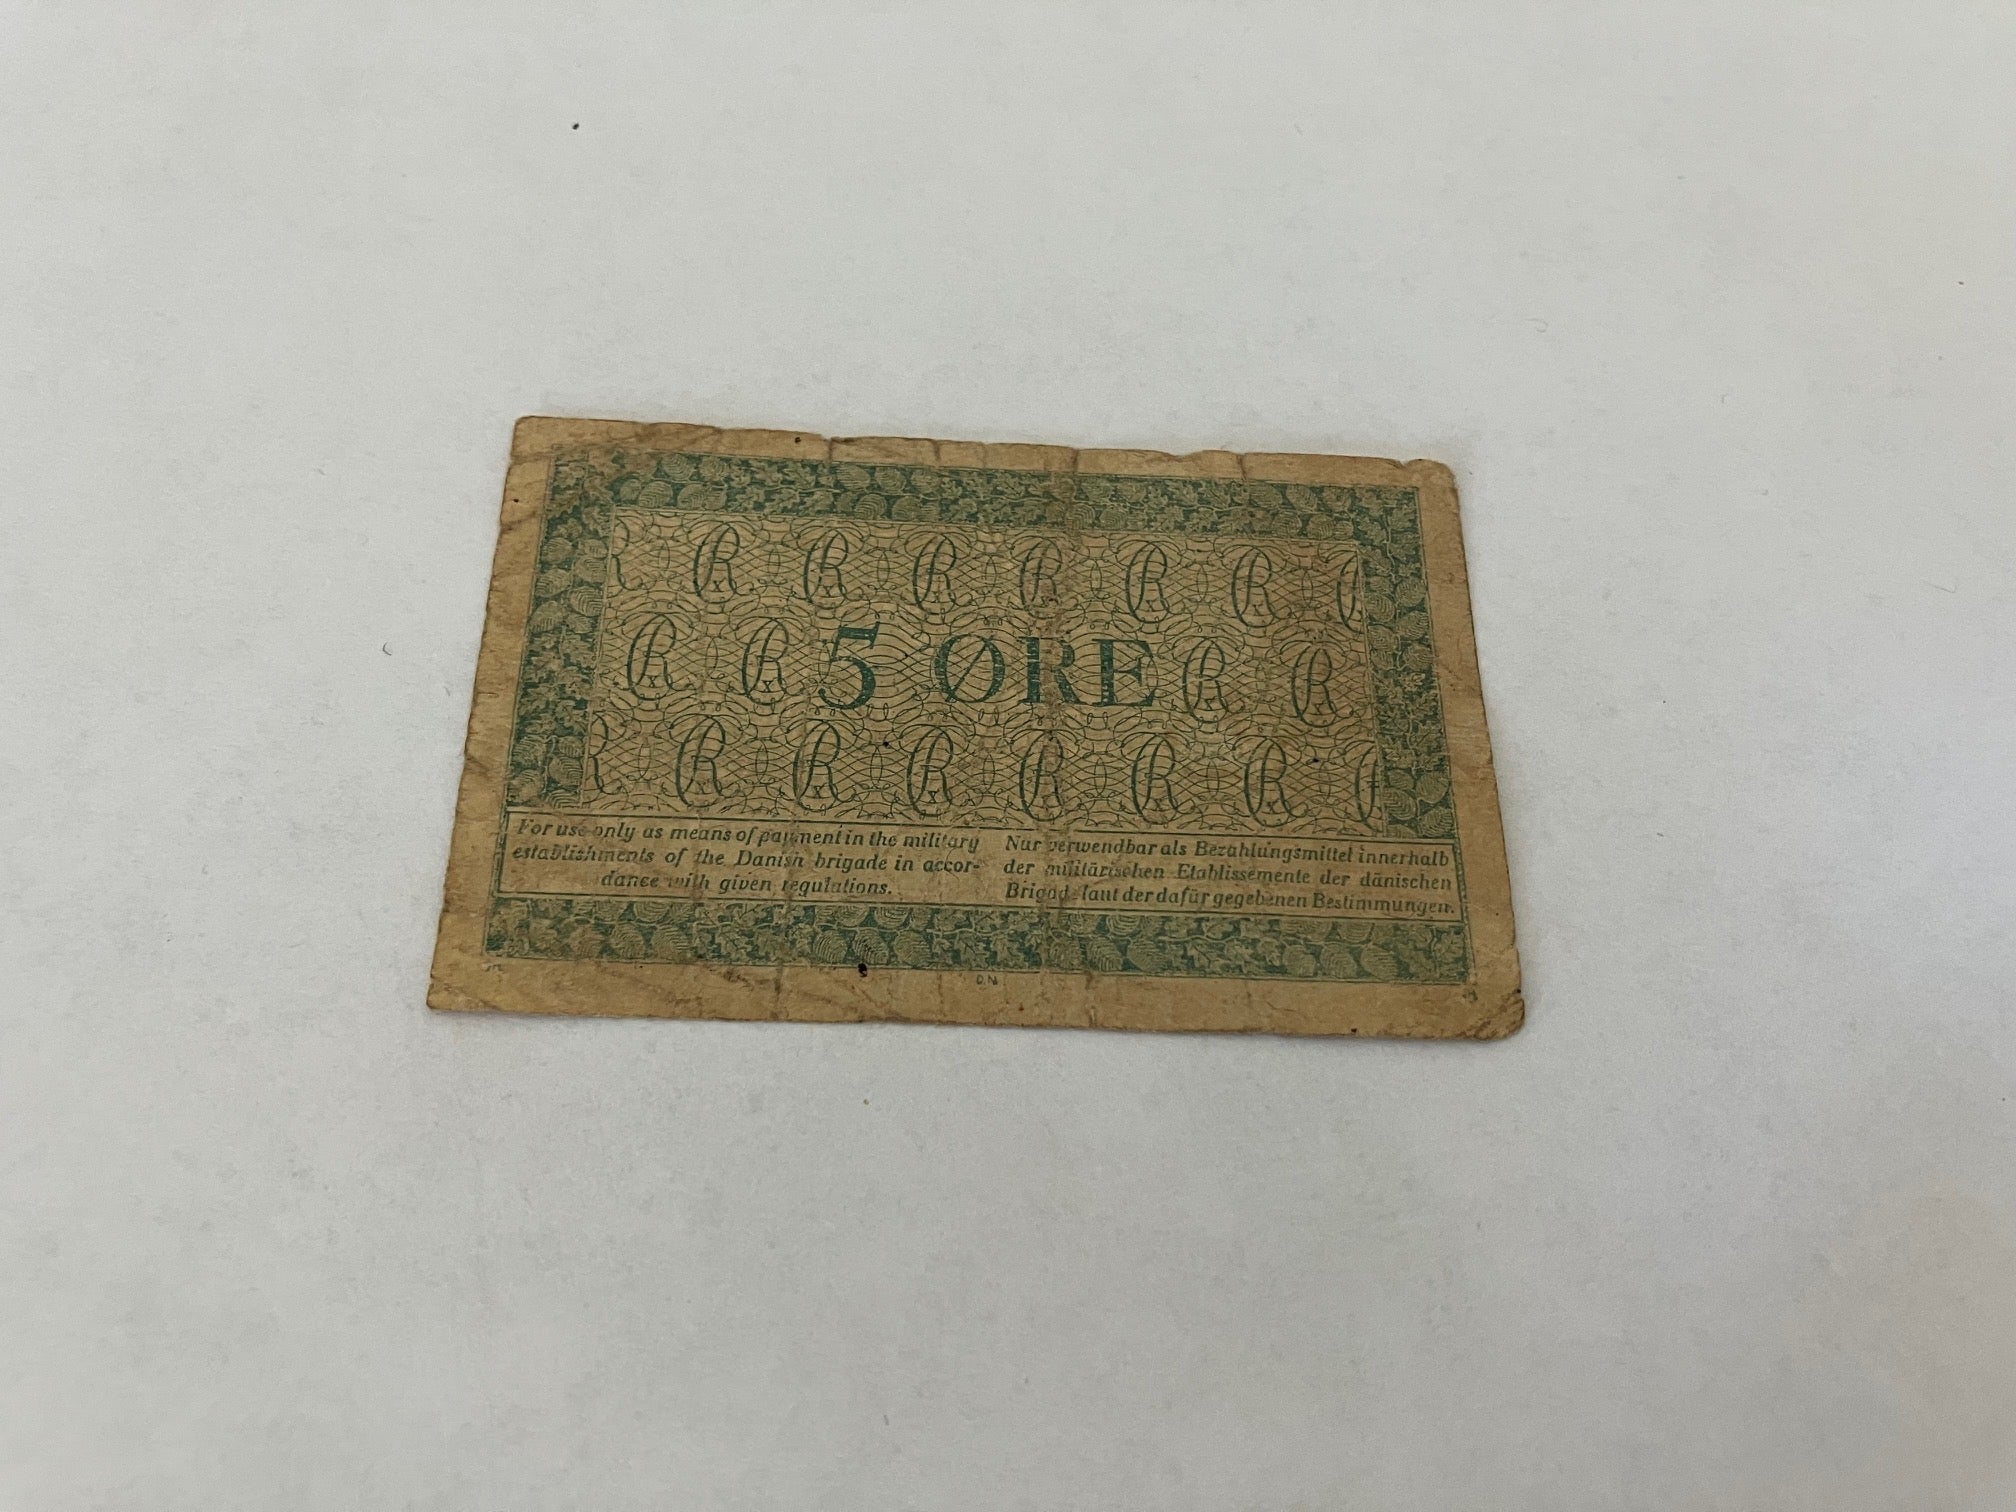 5 ØRE
For use only as means of payment in the military
establishments of the Danish brigade in accor-
dance with given regulations.
Nur verwendbar als Bezahlungsmittel innerhalb
der militärischen Etablissemente der dänischen
Brigade laut der dafür gegebenen Bestimmungen.
D.N